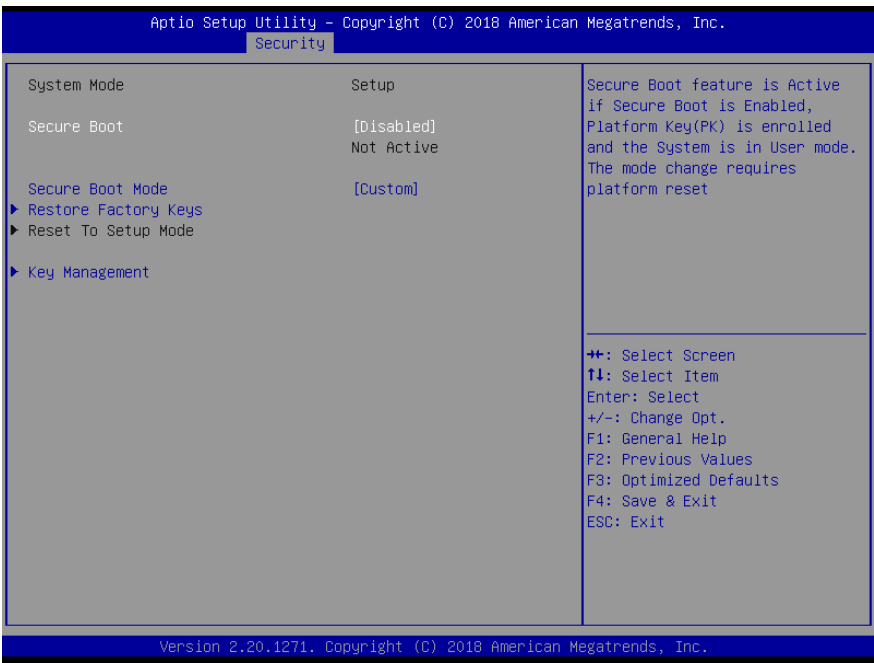 Aptio Setup Utility – Copyright (C) 2018 American Megatrends, Inc.
Security
System Mode Setup
Secure Boot [Disabled]
Not Active
Secure Boot Mode [Custom]
Restore Factory Keys
Reset To Setup Mode
Key Management
Secure Boot feature is Active
if Secure Boot is Enabled,
Platform Key(PK) is enrolled
and the System is in User mode.
The mode change requires
platform reset
→←: Select Screen
↑↓: Select Item
Enter: Select
+/-: Change Opt.
F1: General Help
F2: Previous Values
F3: Optimized Defaults
F4: Save & Exit
ESC: Exit
Version 2.20.1271. Copyright (C) 2018 American Megatrends, Inc.